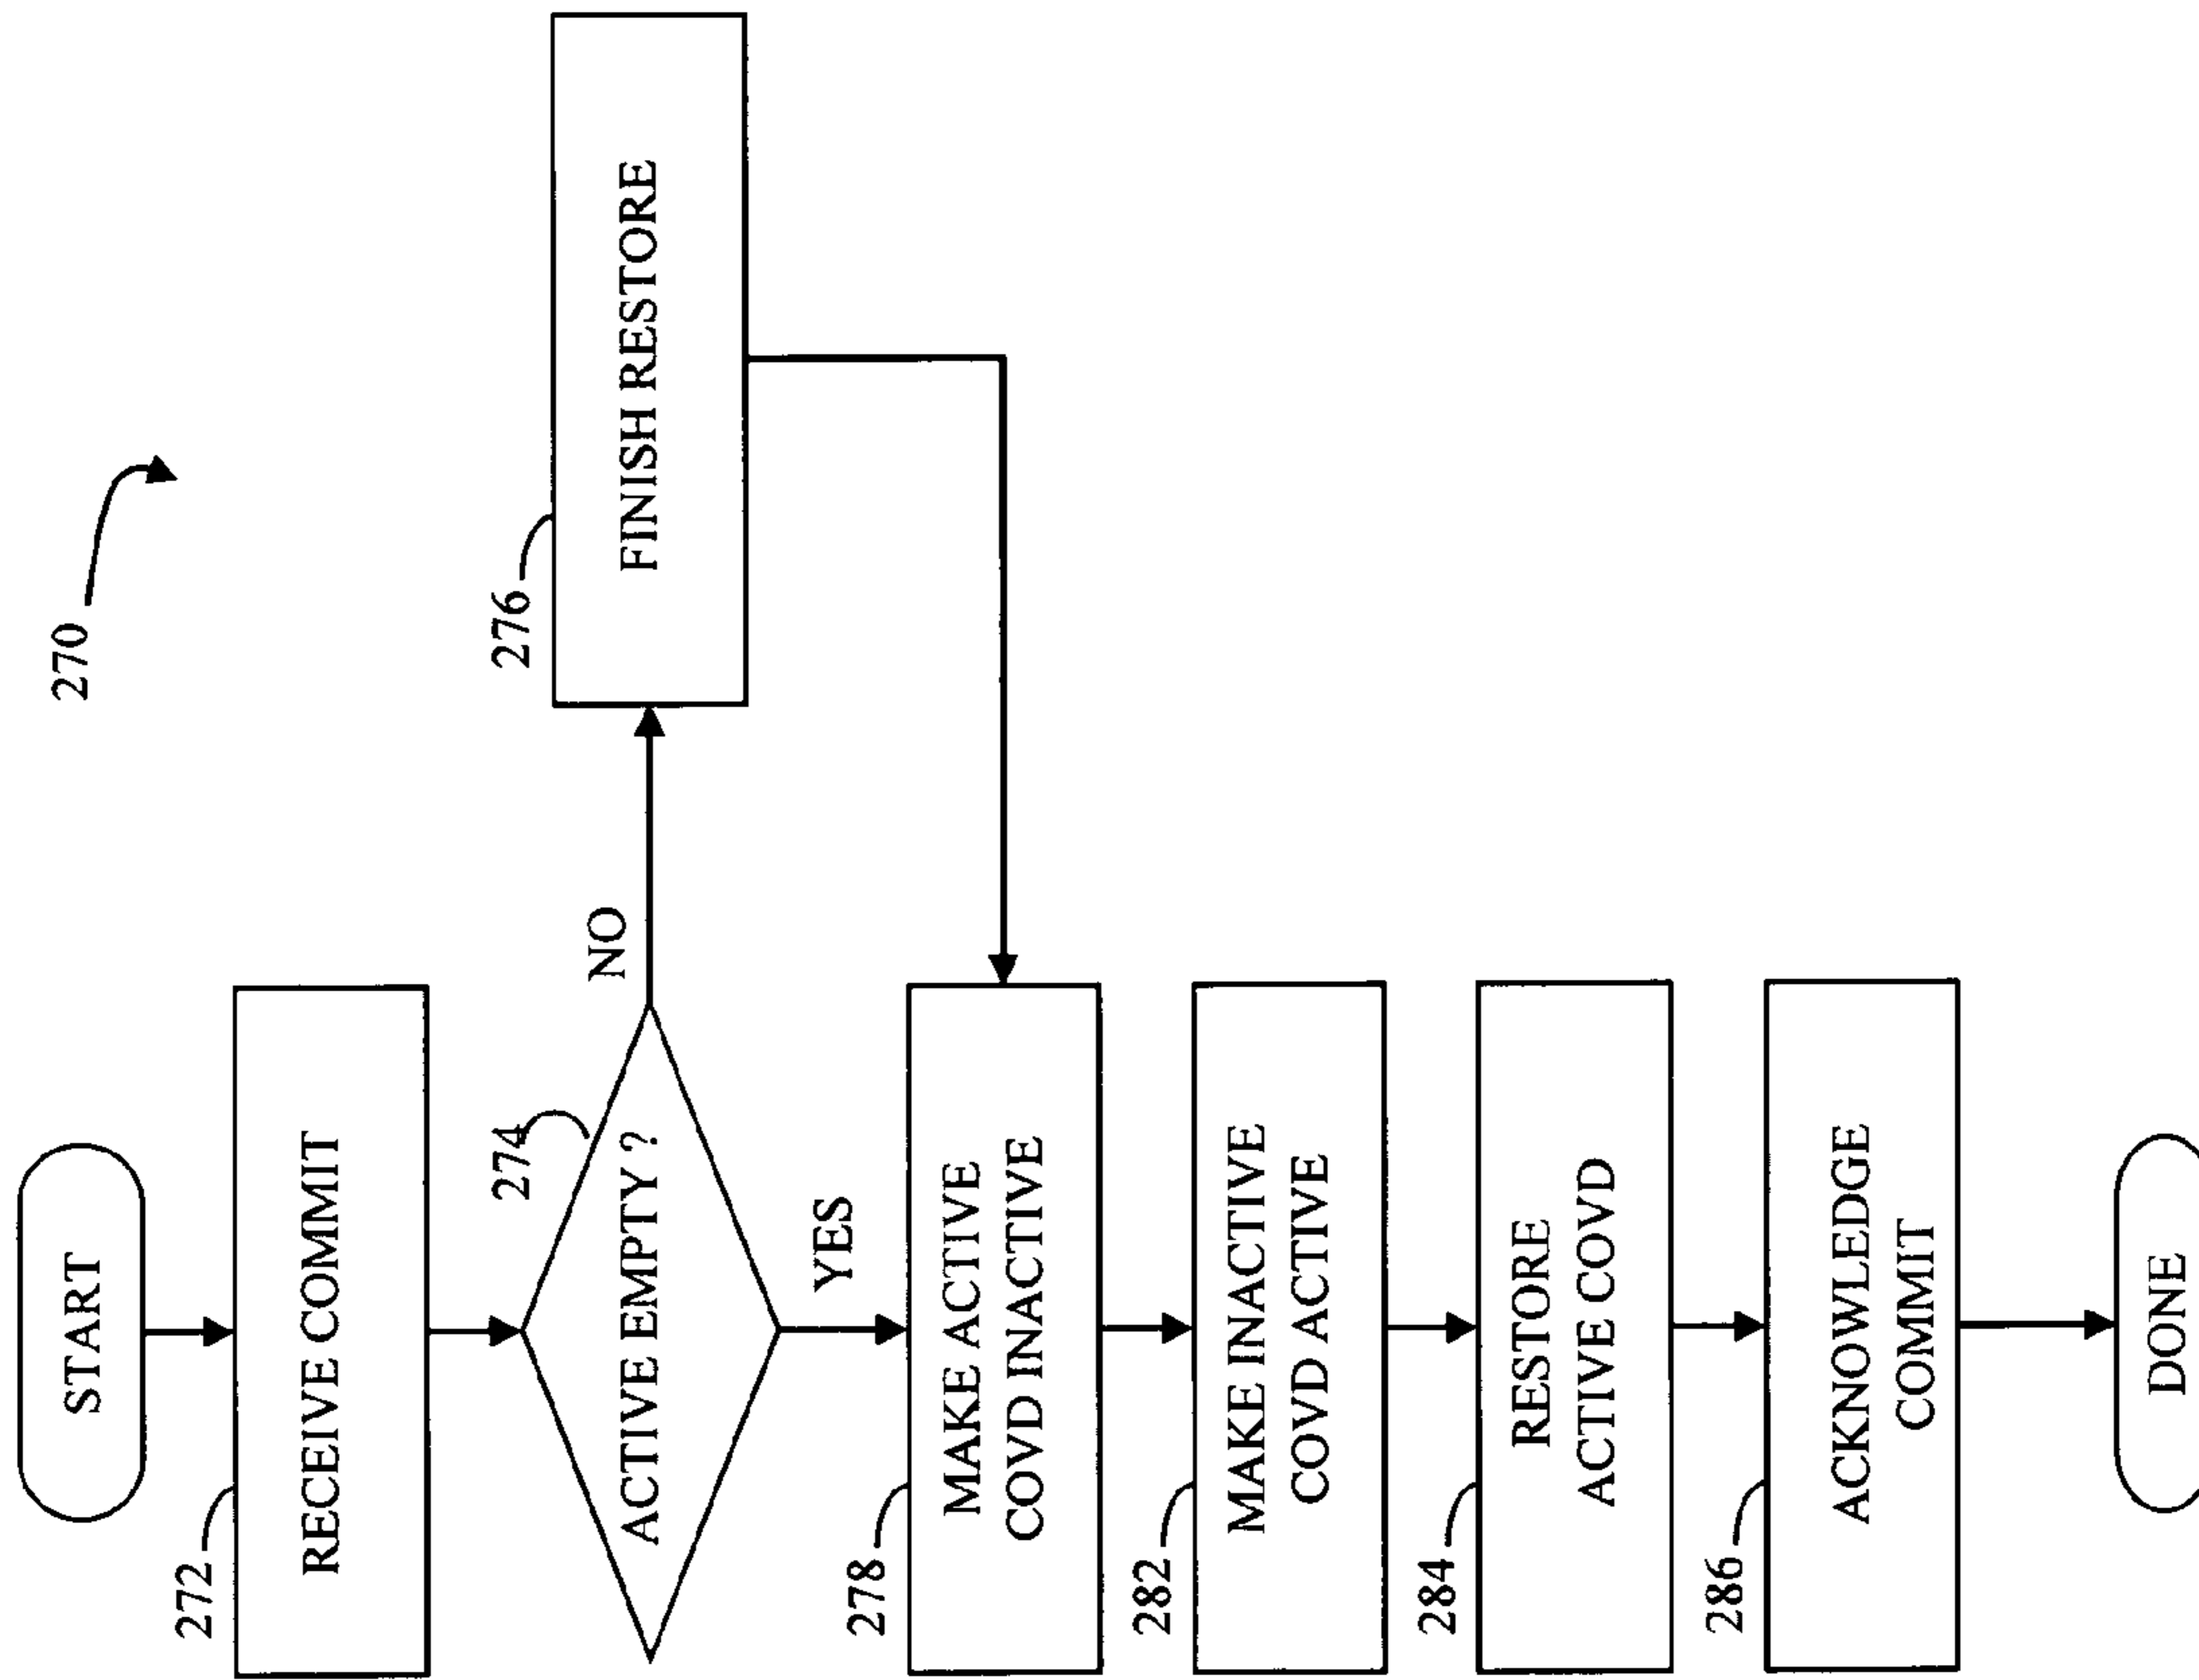 270
START
272
RECEIVE COMMIT
274
ACTIVE EMPTY ?
NO
276
FINISH RESTORE
YES
278
MAKE ACTIVE
COVD INACTIVE
282
MAKE INACTIVE
COVD ACTIVE
284
RESTORE
ACTIVE COVD
286
ACKNOWLEDGE
COMMIT
DONE